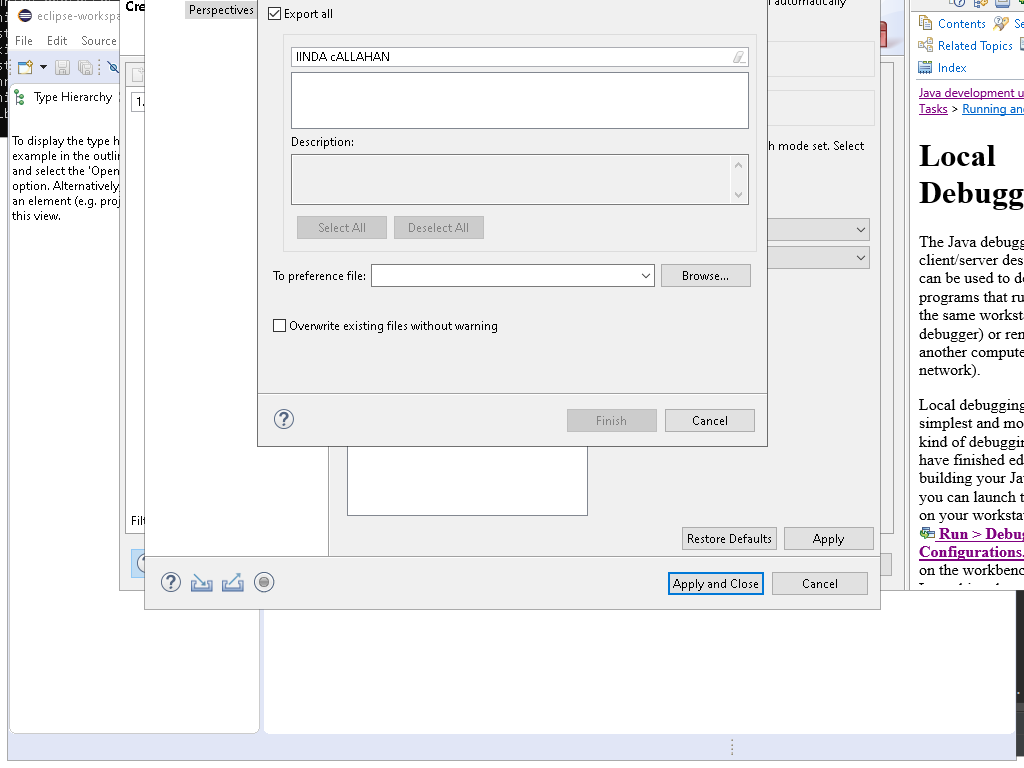 eclipse-workspa
File Edit Source
Type Hierarchy
To display the type h
example in the outli
and select the 'Open
option. Alternatively
an element (e.g. proj
this view.
Cre
1.
Filt
Perspectives
Export all
IINDA cALLAHAN
Description:
Select All Deselect All
To preference file: Browse...
Overwrite existing files without warning
Finish Cancel
automatically
h mode set. Select
Restore Defaults Apply
Apply and Close Cancel
Contents Se
Related Topics
Index
Java development u
Tasks > Running and
Local
Debugg
The Java debugg
client/server des
can be used to de
programs that ru
the same worksta
debugger) or rem
another compute
network).
Local debugging
simplest and mo
kind of debuggin
have finished ed
building your Ja
you can launch t
on your worksta
Run > Debug
Configurations.
on the workbenc